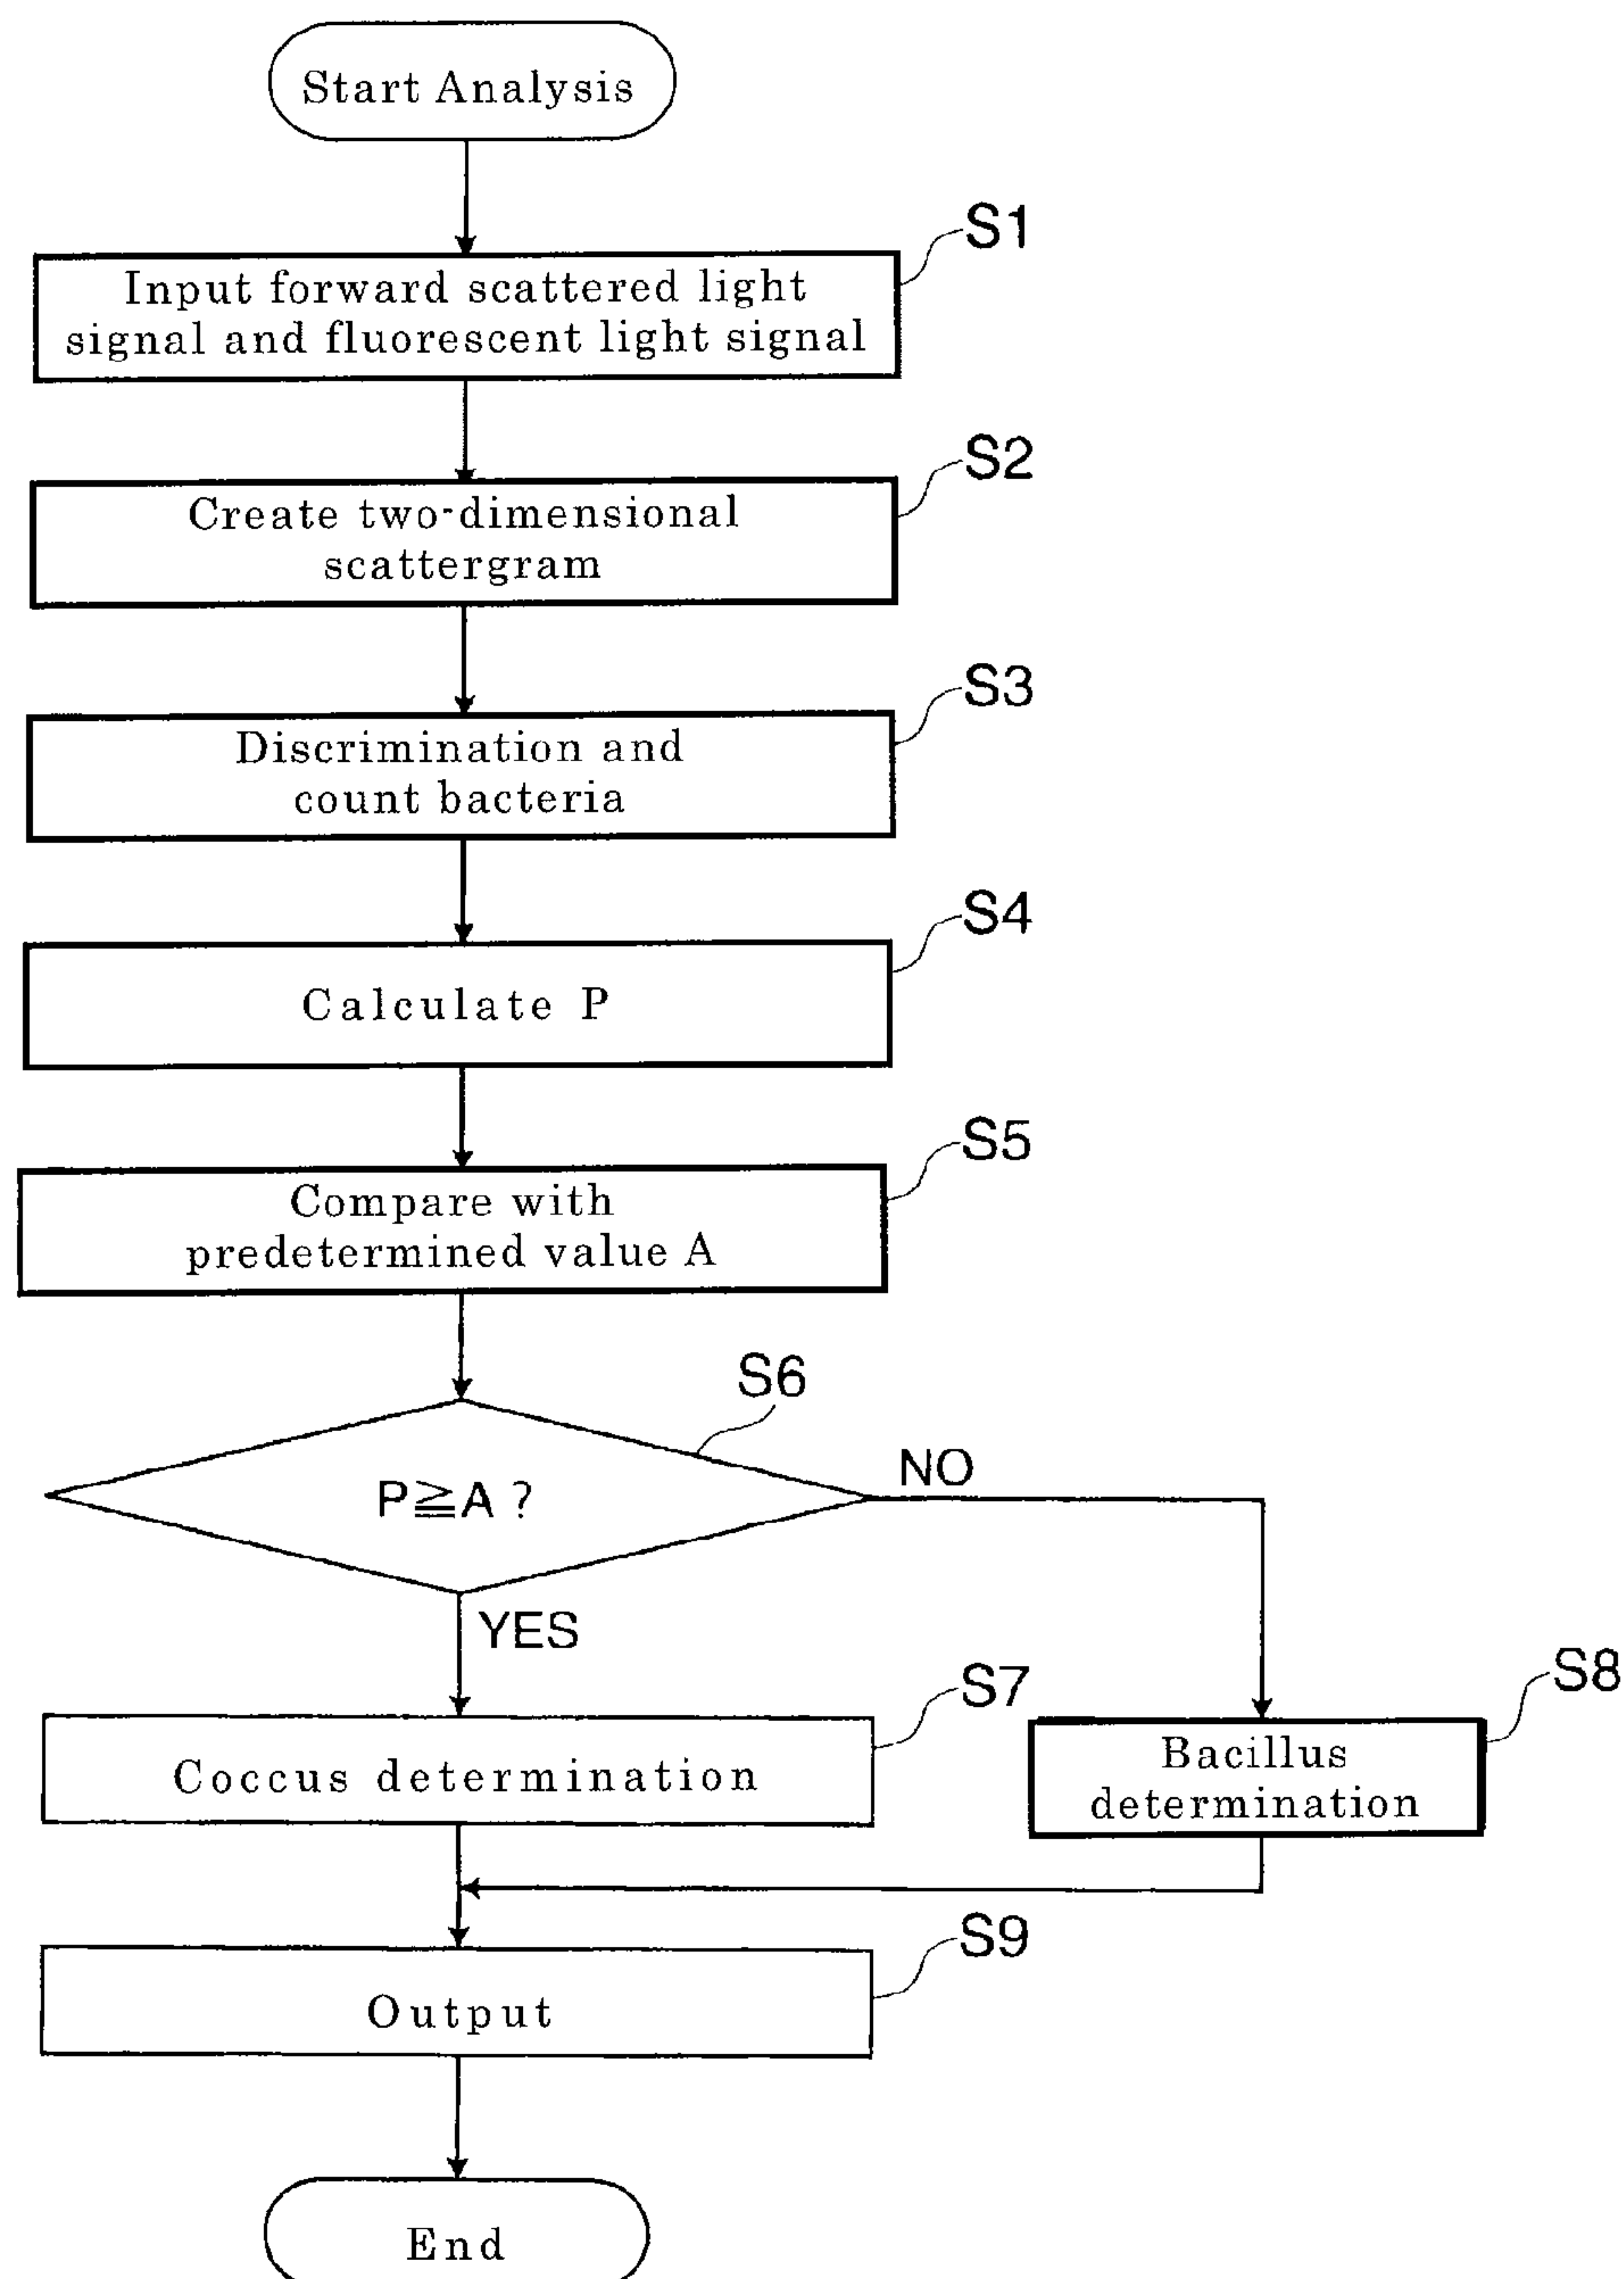 Start Analysis
S1
Input forward scattered light
signal and fluorescent light signal
S2
Create two-dimensional
scattergram
S3
Discrimination and
count bacteria
S4
Calculate P
S5
Compare with
predetermined value A
S6
P≧A ?
NO
YES
S7
Coccus determination
S8
Bacillus
determination
S9
Output
End